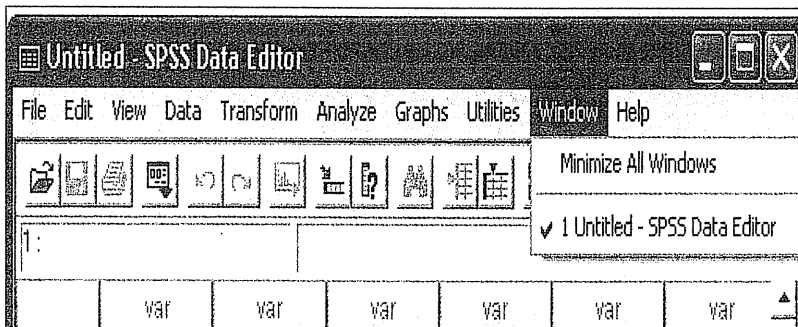 Untitled - SPSS Data Editor
File Edit View Data Transform Analyze Graphs Utilities Window Help
Minimize All Windows
✓ 1 Untitled - SPSS Data Editor
1 :
var var var var var var